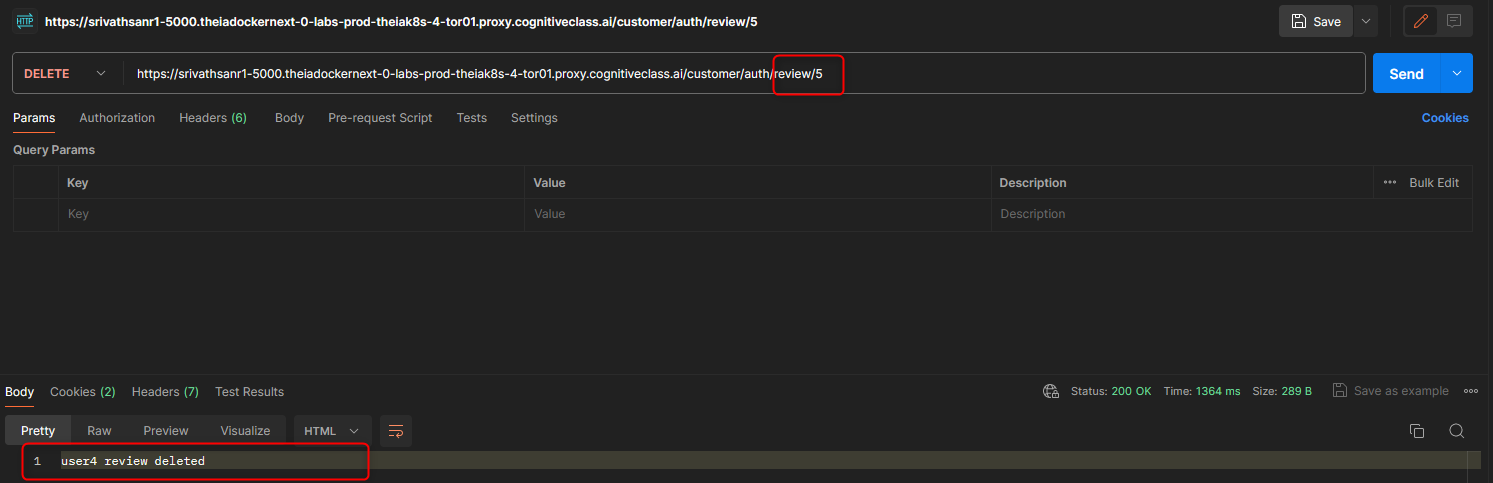 HTTP https://srivathsanr1-5000.theiadockernext-0-labs-prod-theiak8s-4-tor01.proxy.cognitiveclass.ai/customer/auth/review/5 Save
DELETE https://srivathsanr1-5000.theiadockernext-0-labs-prod-theiak8s-4-tor01.proxy.cognitiveclass.ai/customer/auth/review/5 Send
Params Authorization Headers (6) Body Pre-request Script Tests Settings Cookies
Query Params
Key Value Description Bulk Edit
Key Value Description
Body Cookies (2) Headers (7) Test Results Status: 200 OK Time: 1364 ms Size: 289 B Save as example
Pretty Raw Preview Visualize HTML
1 user4 review deleted